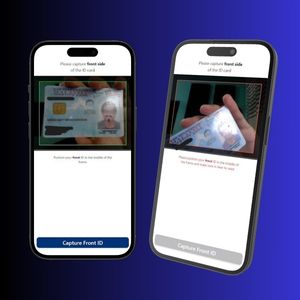 Please capture front side
of the ID card
Position your front ID in the middle of the
frame.
Capture Front ID
Please capture front side
of the ID card
Please position your front ID in the middle of
the frame and make sure is clear to read.
Capture Front ID